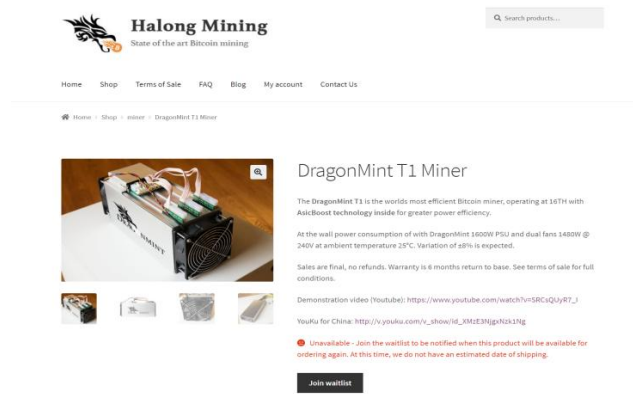 Halong Mining
State of the art Bitcoin mining
Search products...
Home Shop Terms of Sale FAQ Blog My account Contact Us
Home Shop miner DragonMint T1 Miner
DragonMint T1 Miner
The DragonMint T1 is the worlds most efficient Bitcoin miner, operating at 16TH with
AsicBoost technology inside for greater power efficiency.
At the wall power consumption of with DragonMint 1600W PSU and dual fans 1480W @
240V at ambient temperature 25°C. Variation of ±8% is expected.
Sales are final, no refunds. Warranty is 6 months return to base. See terms of sale for full
conditions.
Demonstration video (Youtube): https://www.youtube.com/watch?v=SRCsQUyR7_I
YouKu for China: http://v.youku.com/v_show/id_XMzE3NjgxNzk1Ng
Unavailable - Join the waitlist to be notified when this product will be available for
ordering again. At this time, we do not have an estimated date of shipping.
Join waitlist